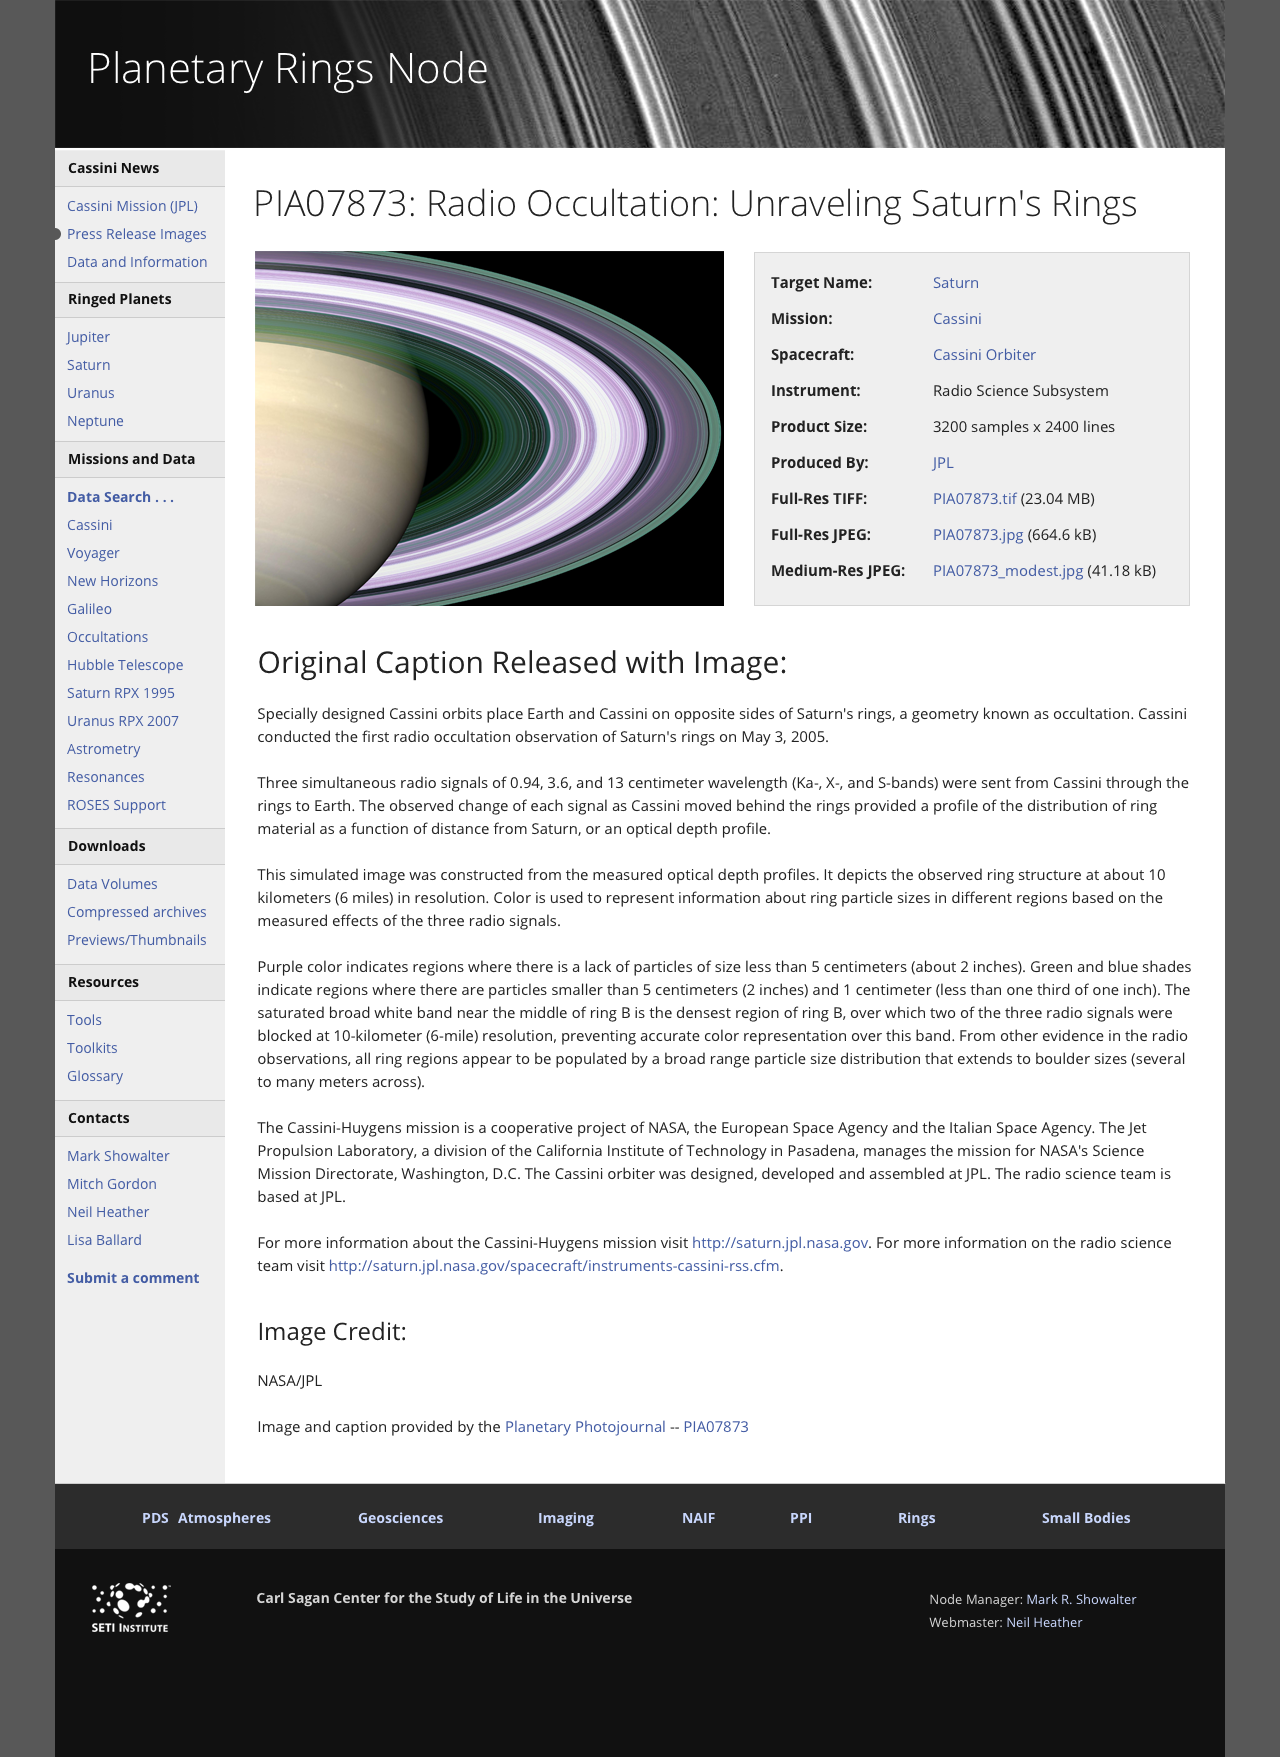 Planetary Rings Node
Cassini News
Cassini Mission (JPL)
Press Release Images
Data and Information
Ringed Planets
Jupiter
Saturn
Uranus
Neptune
Missions and Data
Data Search . . .
Cassini
Voyager
New Horizons
Galileo
Occultations
Hubble Telescope
Saturn RPX 1995
Uranus RPX 2007
Astrometry
Resonances
ROSES Support
Downloads
Data Volumes
Compressed archives
Previews/Thumbnails
Resources
Tools
Toolkits
Glossary
Contacts
Mark Showalter
Mitch Gordon
Neil Heather
Lisa Ballard
Submit a comment
PIA07873: Radio Occultation: Unraveling Saturn's Rings
Target Name: Saturn
Mission: Cassini
Spacecraft: Cassini Orbiter
Instrument: Radio Science Subsystem
Product Size: 3200 samples x 2400 lines
Produced By: JPL
Full-Res TIFF: PIA07873.tif (23.04 MB)
Full-Res JPEG: PIA07873.jpg (664.6 kB)
Medium-Res JPEG: PIA07873_modest.jpg (41.18 kB)
Original Caption Released with Image:
Specially designed Cassini orbits place Earth and Cassini on opposite sides of Saturn's rings, a geometry known as occultation. Cassini
conducted the first radio occultation observation of Saturn's rings on May 3, 2005.
Three simultaneous radio signals of 0.94, 3.6, and 13 centimeter wavelength (Ka-, X-, and S-bands) were sent from Cassini through the
rings to Earth. The observed change of each signal as Cassini moved behind the rings provided a profile of the distribution of ring
material as a function of distance from Saturn, or an optical depth profile.
This simulated image was constructed from the measured optical depth profiles. It depicts the observed ring structure at about 10
kilometers (6 miles) in resolution. Color is used to represent information about ring particle sizes in different regions based on the
measured effects of the three radio signals.
Purple color indicates regions where there is a lack of particles of size less than 5 centimeters (about 2 inches). Green and blue shades
indicate regions where there are particles smaller than 5 centimeters (2 inches) and 1 centimeter (less than one third of one inch). The
saturated broad white band near the middle of ring B is the densest region of ring B, over which two of the three radio signals were
blocked at 10-kilometer (6-mile) resolution, preventing accurate color representation over this band. From other evidence in the radio
observations, all ring regions appear to be populated by a broad range particle size distribution that extends to boulder sizes (several
to many meters across).
The Cassini-Huygens mission is a cooperative project of NASA, the European Space Agency and the Italian Space Agency. The Jet
Propulsion Laboratory, a division of the California Institute of Technology in Pasadena, manages the mission for NASA's Science
Mission Directorate, Washington, D.C. The Cassini orbiter was designed, developed and assembled at JPL. The radio science team is
based at JPL.
For more information about the Cassini-Huygens mission visit http://saturn.jpl.nasa.gov. For more information on the radio science
team visit http://saturn.jpl.nasa.gov/spacecraft/instruments-cassini-rss.cfm.
Image Credit:
NASA/JPL
Image and caption provided by the Planetary Photojournal -- PIA07873
PDS Atmospheres Geosciences Imaging NAIF PPI Rings Small Bodies
SETI INSTITUTE
Carl Sagan Center for the Study of Life in the Universe
Node Manager: Mark R. Showalter
Webmaster: Neil Heather